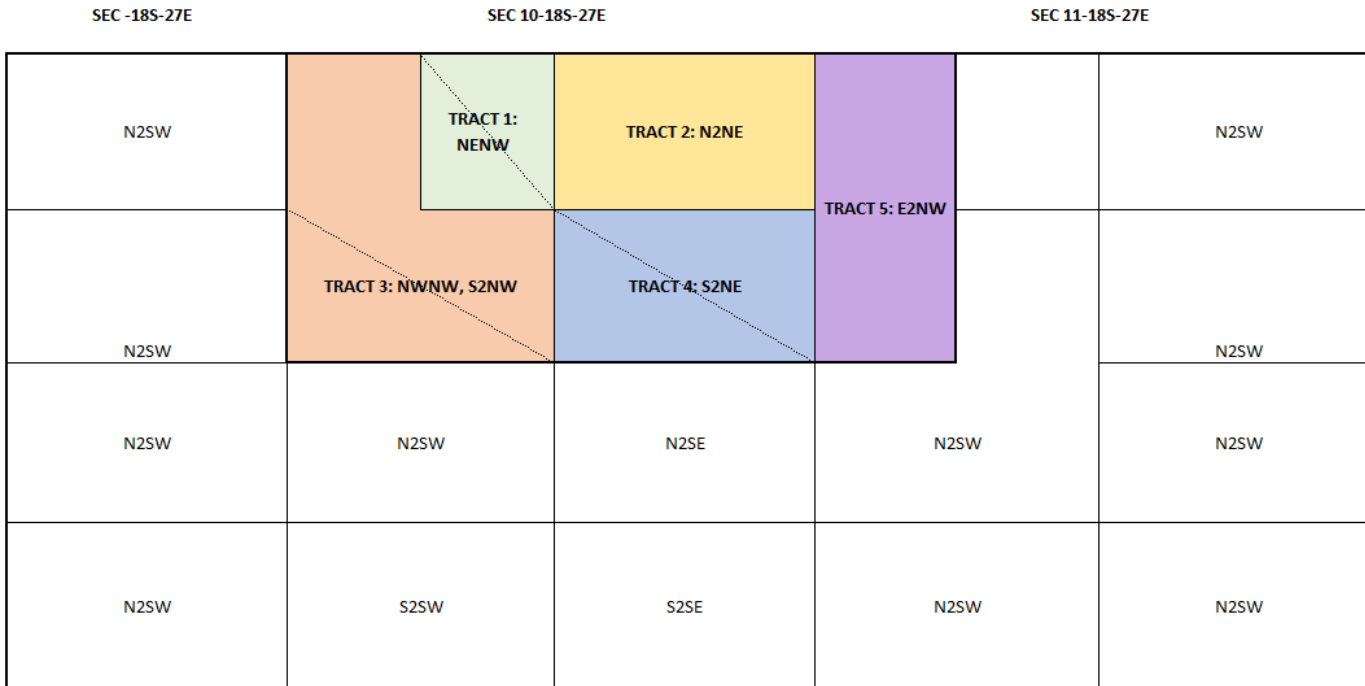 SEC -18S-27E
SEC 10-18S-27E
SEC 11-18S-27E
N2SW
TRACT 1:
NENW
TRACT 2: N2NE
N2SW
TRACT 5: E2NW
TRACT 3: NWNW, S2NW
TRACT 4: S2NE
N2SW
N2SW
N2SW
N2SW
N2SE
N2SW
N2SW
N2SW
S2SW
S2SE
N2SW
N2SW